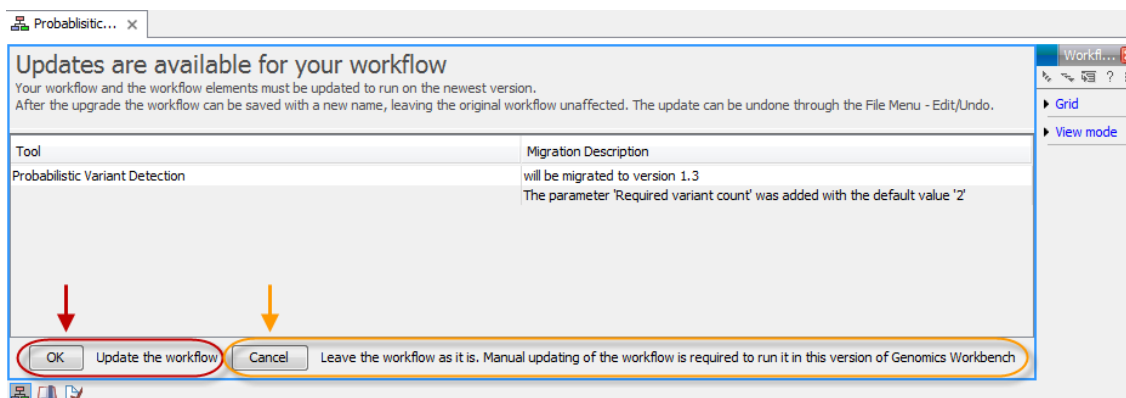 Probablisitic...
Workfl...
Updates are available for your workflow
Your workflow and the workflow elements must be updated to run on the newest version.
After the upgrade the workflow can be saved with a new name, leaving the original workflow unaffected. The update can be undone through the File Menu - Edit/Undo.
?
Grid
View mode
Tool Migration Description
Probabilistic Variant Detection will be migrated to version 1.3
The parameter 'Required variant count' was added with the default value '2'
OK Update the workflow Cancel Leave the workflow as it is. Manual updating of the workflow is required to run it in this version of Genomics Workbench